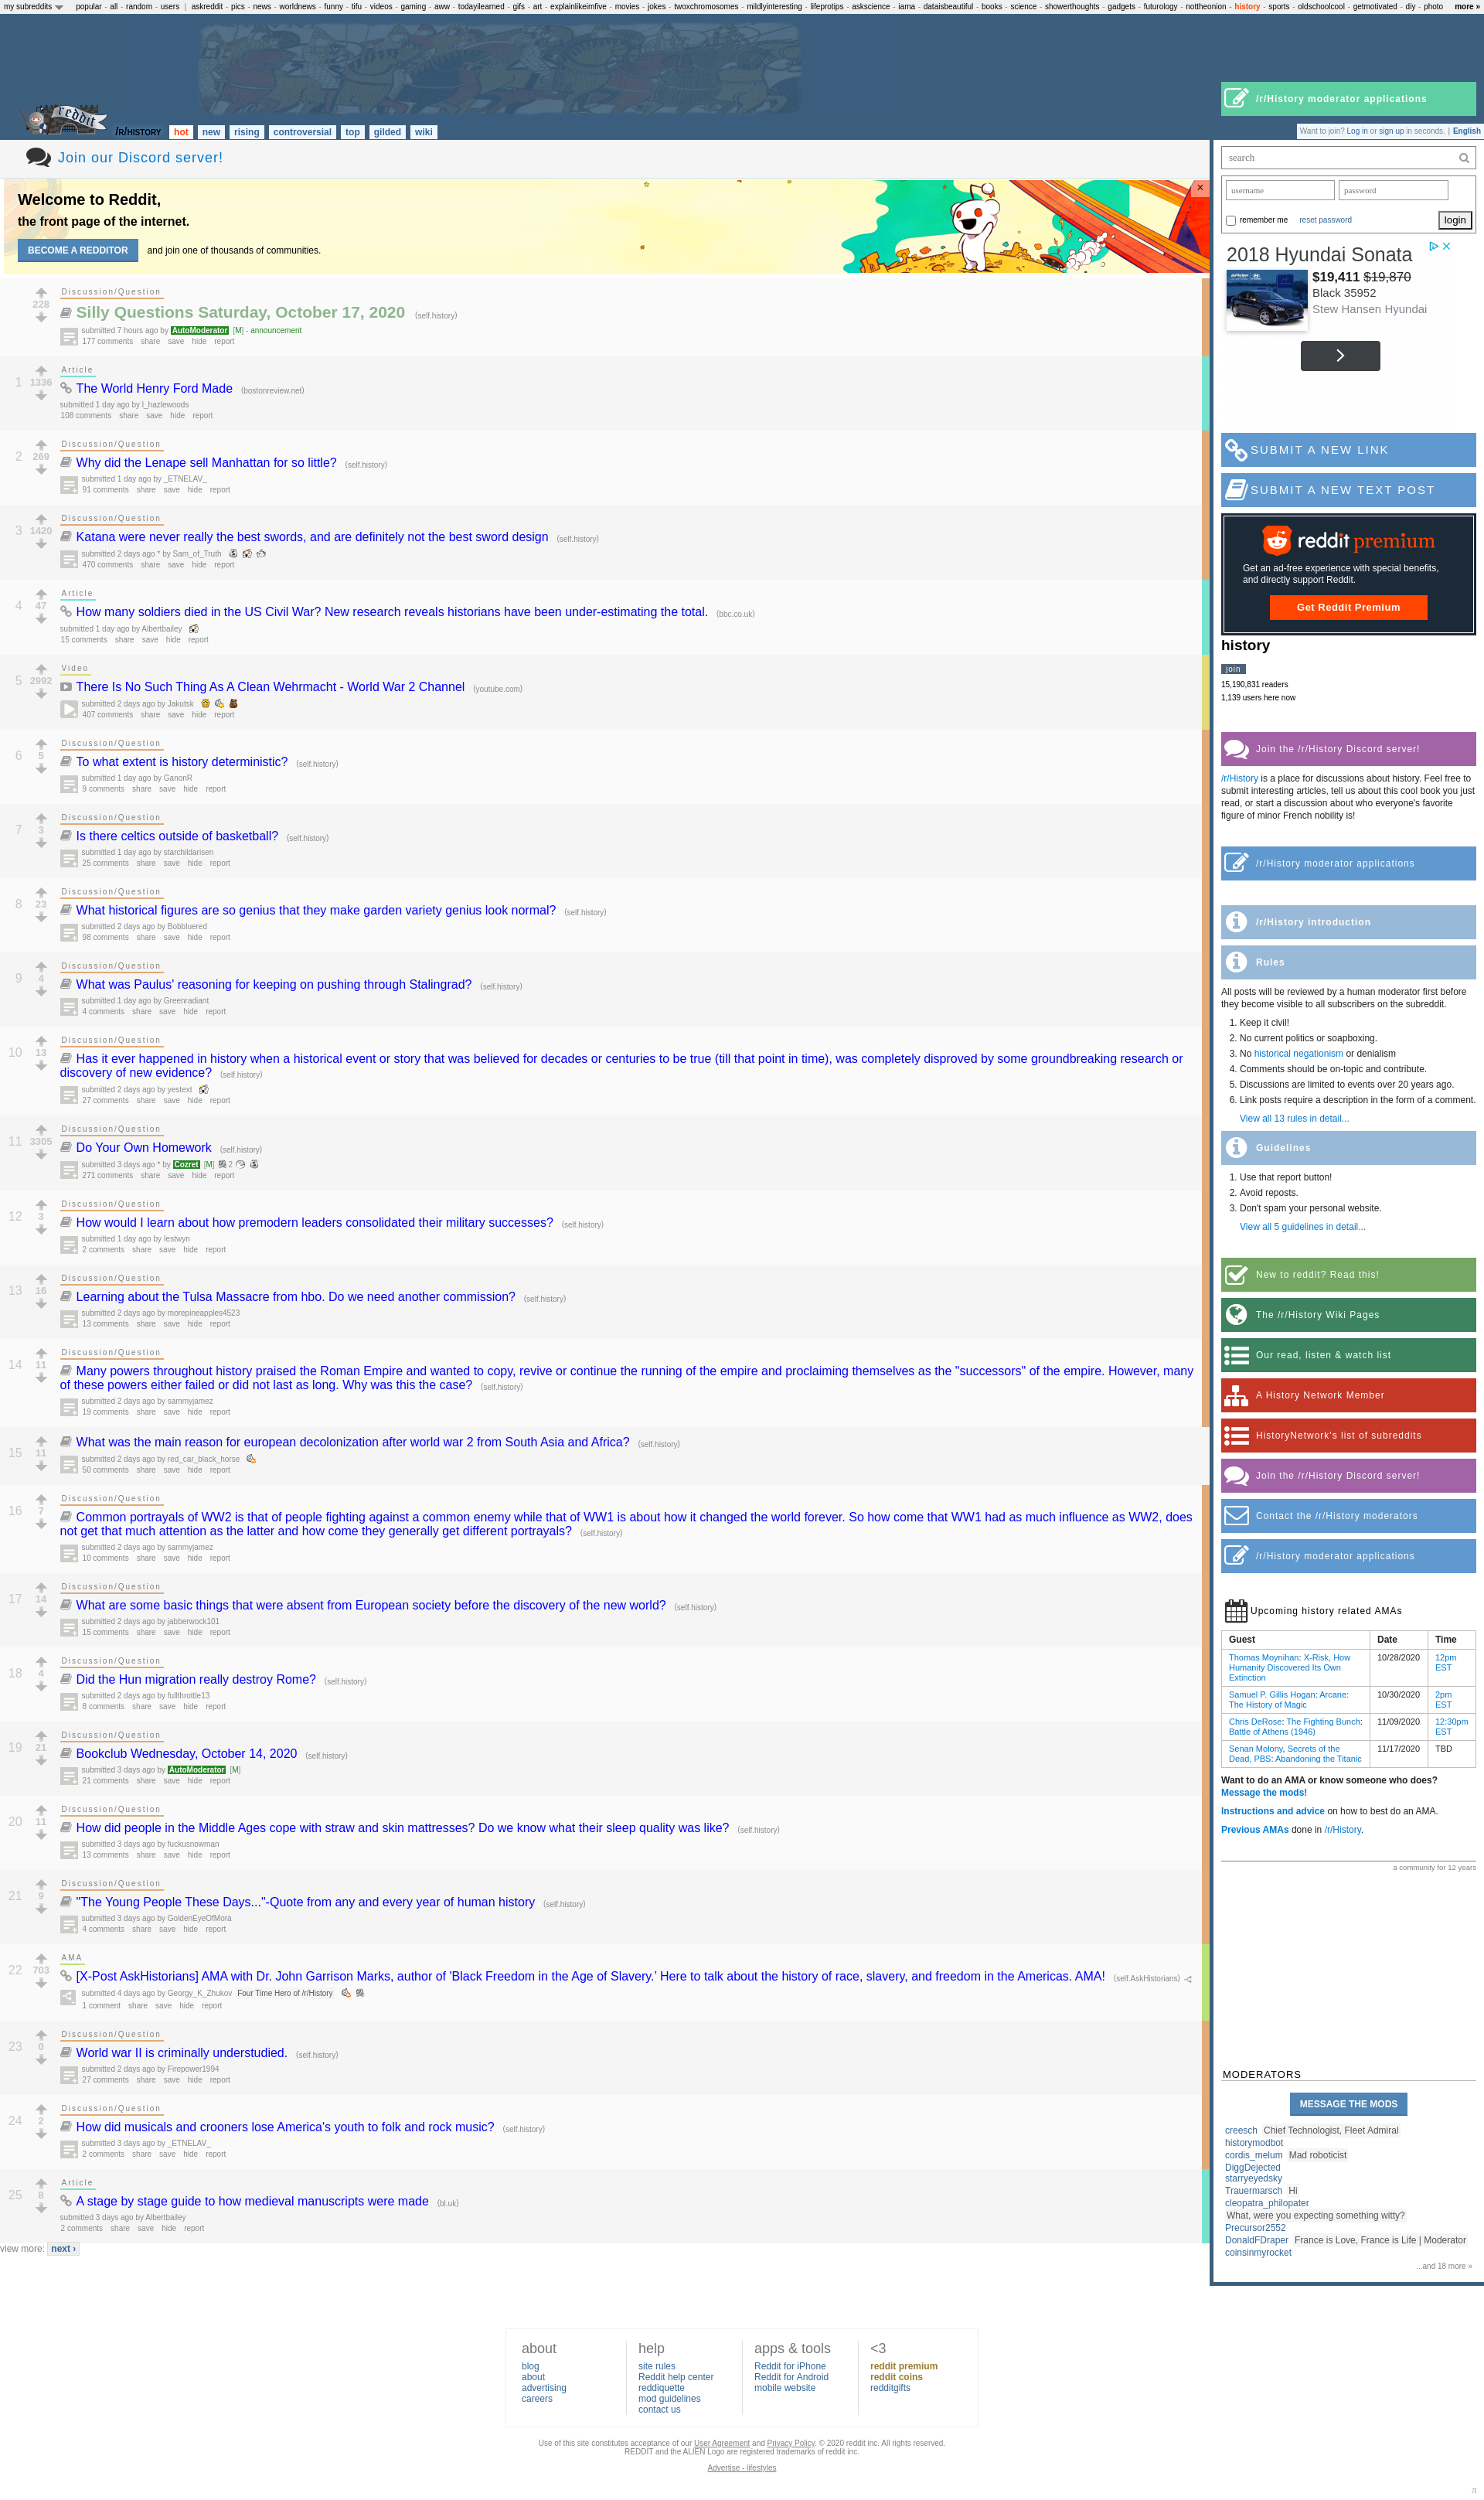 my subreddits popular - all - random - users | askreddit - pics - news - worldnews - funny - tifu - videos - gaming - aww - todayilearned - gifs - art - explainlikeimfive - movies - jokes - twoxchromosomes - mildlyinteresting - lifeprotips - askscience - iama - dataisbeautiful - books - science - showerthoughts - gadgets - futurology - nottheonion - history - sports - oldschoolcool - getmotivated - diy - photo more »
/r/History moderator applications
reddit /R/HISTORY hot new rising controversial top gilded wiki
Want to join? Log in or sign up in seconds. | English
Join our Discord server!
Welcome to Reddit,
the front page of the internet.
BECOME A REDDITOR and join one of thousands of communities.
×
Discussion/Question
228
Silly Questions Saturday, October 17, 2020 (self.history)
submitted 7 hours ago by AutoModerator [M] - announcement
177 comments share save hide report
Article
1 1336
The World Henry Ford Made (bostonreview.net)
submitted 1 day ago by l_hazlewoods
108 comments share save hide report
Discussion/Question
2 269
Why did the Lenape sell Manhattan for so little? (self.history)
submitted 1 day ago by _ETNELAV_
91 comments share save hide report
Discussion/Question
3 1420
Katana were never really the best swords, and are definitely not the best sword design (self.history)
submitted 2 days ago * by Sam_of_Truth
470 comments share save hide report
Article
4 47
How many soldiers died in the US Civil War? New research reveals historians have been under-estimating the total. (bbc.co.uk)
submitted 1 day ago by Albertbailey
15 comments share save hide report
Video
5 2992
There Is No Such Thing As A Clean Wehrmacht - World War 2 Channel (youtube.com)
submitted 2 days ago by Jakutsk
407 comments share save hide report
Discussion/Question
6 5
To what extent is history deterministic? (self.history)
submitted 1 day ago by GanonR
9 comments share save hide report
Discussion/Question
7 3
Is there celtics outside of basketball? (self.history)
submitted 1 day ago by starchildarisen
25 comments share save hide report
Discussion/Question
8 23
What historical figures are so genius that they make garden variety genius look normal? (self.history)
submitted 2 days ago by Bobbluered
98 comments share save hide report
Discussion/Question
9 4
What was Paulus' reasoning for keeping on pushing through Stalingrad? (self.history)
submitted 1 day ago by Greenradiant
4 comments share save hide report
Discussion/Question
10 13
Has it ever happened in history when a historical event or story that was believed for decades or centuries to be true (till that point in time), was completely disproved by some groundbreaking research or
discovery of new evidence? (self.history)
submitted 2 days ago by yestext
27 comments share save hide report
Discussion/Question
11 3305
Do Your Own Homework (self.history)
submitted 3 days ago * by Cozret [M] 2
271 comments share save hide report
Discussion/Question
12 3
How would I learn about how premodern leaders consolidated their military successes? (self.history)
submitted 1 day ago by lestwyn
2 comments share save hide report
Discussion/Question
13 16
Learning about the Tulsa Massacre from hbo. Do we need another commission? (self.history)
submitted 2 days ago by morepineapples4523
13 comments share save hide report
Discussion/Question
14 11
Many powers throughout history praised the Roman Empire and wanted to copy, revive or continue the running of the empire and proclaiming themselves as the "successors" of the empire. However, many
of these powers either failed or did not last as long. Why was this the case? (self.history)
submitted 2 days ago by sammyjamez
19 comments share save hide report
15 11
What was the main reason for european decolonization after world war 2 from South Asia and Africa? (self.history)
submitted 2 days ago by red_car_black_horse
50 comments share save hide report
Discussion/Question
16 7
Common portrayals of WW2 is that of people fighting against a common enemy while that of WW1 is about how it changed the world forever. So how come that WW1 had as much influence as WW2, does
not get that much attention as the latter and how come they generally get different portrayals? (self.history)
submitted 2 days ago by sammyjamez
10 comments share save hide report
Discussion/Question
17 14
What are some basic things that were absent from European society before the discovery of the new world? (self.history)
submitted 2 days ago by jabberwock101
15 comments share save hide report
Discussion/Question
18 4
Did the Hun migration really destroy Rome? (self.history)
submitted 2 days ago by fullthrottle13
8 comments share save hide report
Discussion/Question
19 21
Bookclub Wednesday, October 14, 2020 (self.history)
submitted 3 days ago by AutoModerator [M]
21 comments share save hide report
Discussion/Question
20 11
How did people in the Middle Ages cope with straw and skin mattresses? Do we know what their sleep quality was like? (self.history)
submitted 3 days ago by fuckusnowman
13 comments share save hide report
Discussion/Question
21 9
"The Young People These Days..."-Quote from any and every year of human history (self.history)
submitted 3 days ago by GoldenEyeOfMora
4 comments share save hide report
AMA
22 703
[X-Post AskHistorians] AMA with Dr. John Garrison Marks, author of 'Black Freedom in the Age of Slavery.' Here to talk about the history of race, slavery, and freedom in the Americas. AMA! (self.AskHistorians)
submitted 4 days ago by Georgy_K_Zhukov Four Time Hero of /r/History
1 comment share save hide report
Discussion/Question
23 0
World war II is criminally understudied. (self.history)
submitted 2 days ago by Firepower1994
27 comments share save hide report
Discussion/Question
24 2
How did musicals and crooners lose America's youth to folk and rock music? (self.history)
submitted 3 days ago by _ETNELAV_
2 comments share save hide report
Article
25 8
A stage by stage guide to how medieval manuscripts were made (bl.uk)
submitted 3 days ago by Albertbailey
2 comments share save hide report
view more: next ›
search
username password
remember me reset password login
2018 Hyundai Sonata
$19,411 $19,870
Black 35952
Stew Hansen Hyundai
SUBMIT A NEW LINK
SUBMIT A NEW TEXT POST
reddit premium
Get an ad-free experience with special benefits,
and directly support Reddit.
Get Reddit Premium
history
join
15,190,831 readers
1,139 users here now
Join the /r/History Discord server!
/r/History is a place for discussions about history. Feel free to
submit interesting articles, tell us about this cool book you just
read, or start a discussion about who everyone's favorite
figure of minor French nobility is!
/r/History moderator applications
/r/History introduction
Rules
All posts will be reviewed by a human moderator first before
they become visible to all subscribers on the subreddit.
1. Keep it civil!
2. No current politics or soapboxing.
3. No historical negationism or denialism
4. Comments should be on-topic and contribute.
5. Discussions are limited to events over 20 years ago.
6. Link posts require a description in the form of a comment.
View all 13 rules in detail...
Guidelines
1. Use that report button!
2. Avoid reposts.
3. Don't spam your personal website.
View all 5 guidelines in detail...
New to reddit? Read this!
The /r/History Wiki Pages
Our read, listen & watch list
A History Network Member
HistoryNetwork's list of subreddits
Join the /r/History Discord server!
Contact the /r/History moderators
/r/History moderator applications
Upcoming history related AMAs
Guest Date Time
Thomas Moynihan: X-Risk, How 10/28/2020 12pm
Humanity Discovered Its Own EST
Extinction
Samuel P. Gillis Hogan: Arcane: 10/30/2020 2pm
The History of Magic EST
Chris DeRose: The Fighting Bunch: 11/09/2020 12:30pm
Battle of Athens (1946) EST
Senan Molony, Secrets of the 11/17/2020 TBD
Dead, PBS: Abandoning the Titanic
Want to do an AMA or know someone who does?
Message the mods!
Instructions and advice on how to best do an AMA.
Previous AMAs done in /r/History.
a community for 12 years
MODERATORS
MESSAGE THE MODS
creesch Chief Technologist, Fleet Admiral
historymodbot
cordis_melum Mad roboticist
DiggDejected
starryeyedsky
Trauermarsch Hi
cleopatra_philopater
What, were you expecting something witty?
Precursor2552
DonaldFDraper France is Love, France is Life | Moderator
coinsinmyrocket
...and 18 more »
about help apps & tools <3
blog site rules Reddit for iPhone reddit premium
about Reddit help center Reddit for Android reddit coins
advertising reddiquette mobile website redditgifts
careers mod guidelines
contact us
Use of this site constitutes acceptance of our User Agreement and Privacy Policy. © 2020 reddit inc. All rights reserved.
REDDIT and the ALIEN Logo are registered trademarks of reddit inc.
Advertise - lifestyles
π